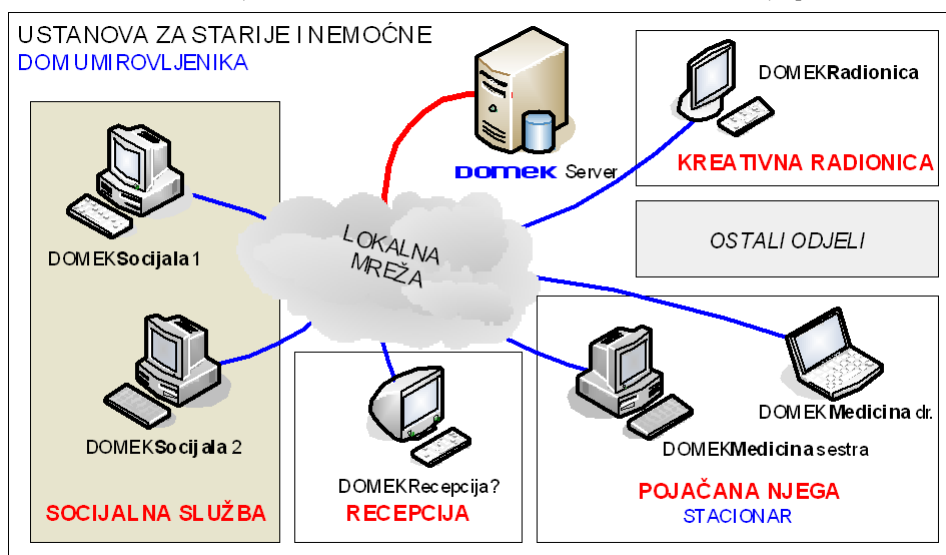 USTANOVA ZA STARIJE I NEMOĆNE
DOM UMIROVLJENIKA
DOMEK Server
DOMEKRadionica
KREATIVNA RADIONICA
OSTALI ODJELI
LOKALNA
MREŽA
DOMEKSocijala 1
DOMEKSocijala 2
SOCIJALNA SLUŽBA
DOMEKRecepcija?
RECEPCIJA
DOMEKMedicina dr.
DOMEKMedicina sestra
POJAČANA NJEGA
STACIONAR